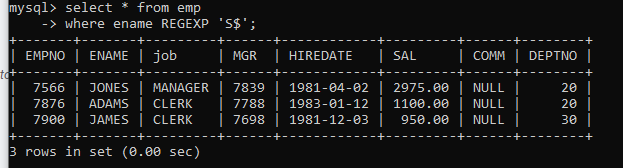 mysql> select * from emp
    -> where ename REGEXP 'S$';
+-------+-------+---------+------+------------+---------+------+--------+
| EMPNO | ENAME | job     | MGR  | HIREDATE   | SAL     | COMM | DEPTNO |
+-------+-------+---------+------+------------+---------+------+--------+
|  7566 | JONES | MANAGER | 7839 | 1981-04-02 | 2975.00 | NULL |     20 |
|  7876 | ADAMS | CLERK   | 7788 | 1983-01-12 | 1100.00 | NULL |     20 |
|  7900 | JAMES | CLERK   | 7698 | 1981-12-03 |  950.00 | NULL |     30 |
+-------+-------+---------+------+------------+---------+------+--------+
3 rows in set (0.00 sec)